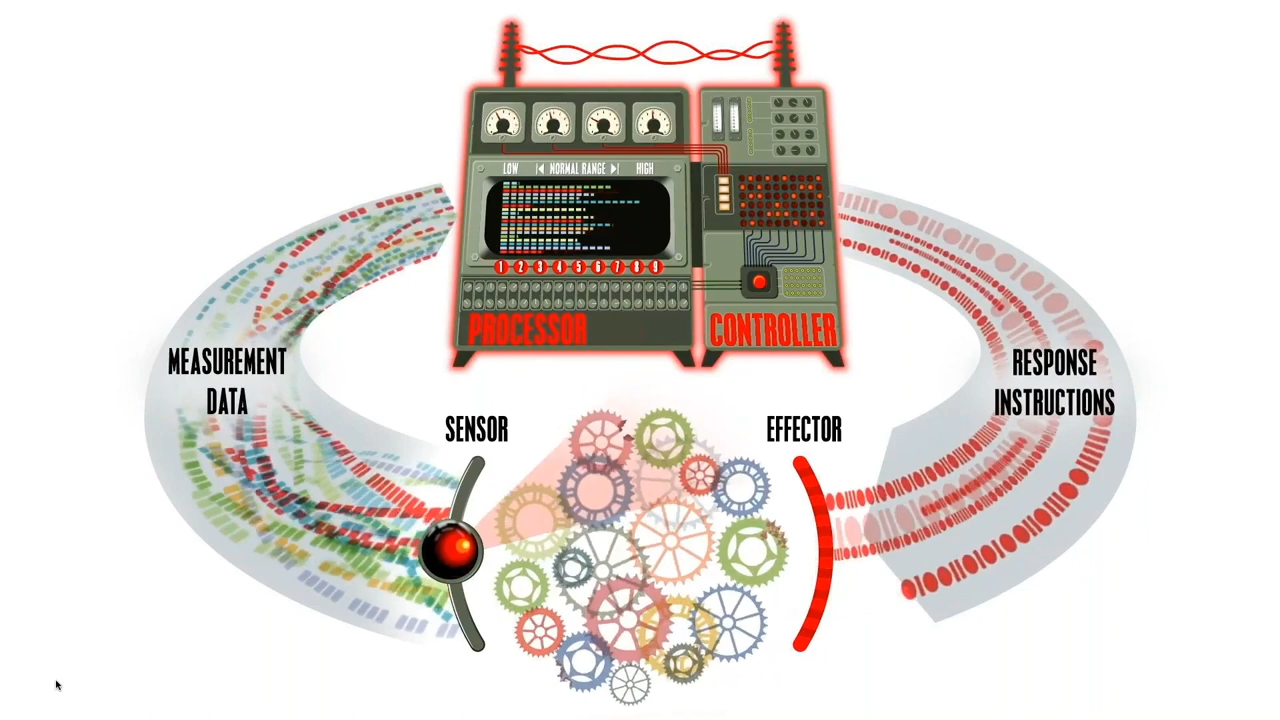 LOW NORMAL RANGE HIGH
1 2 3 4 5 6 7 8 9
PROCESSOR
CONTROLLER
MEASUREMENT
DATA
RESPONSE
INSTRUCTIONS
SENSOR
EFFECTOR